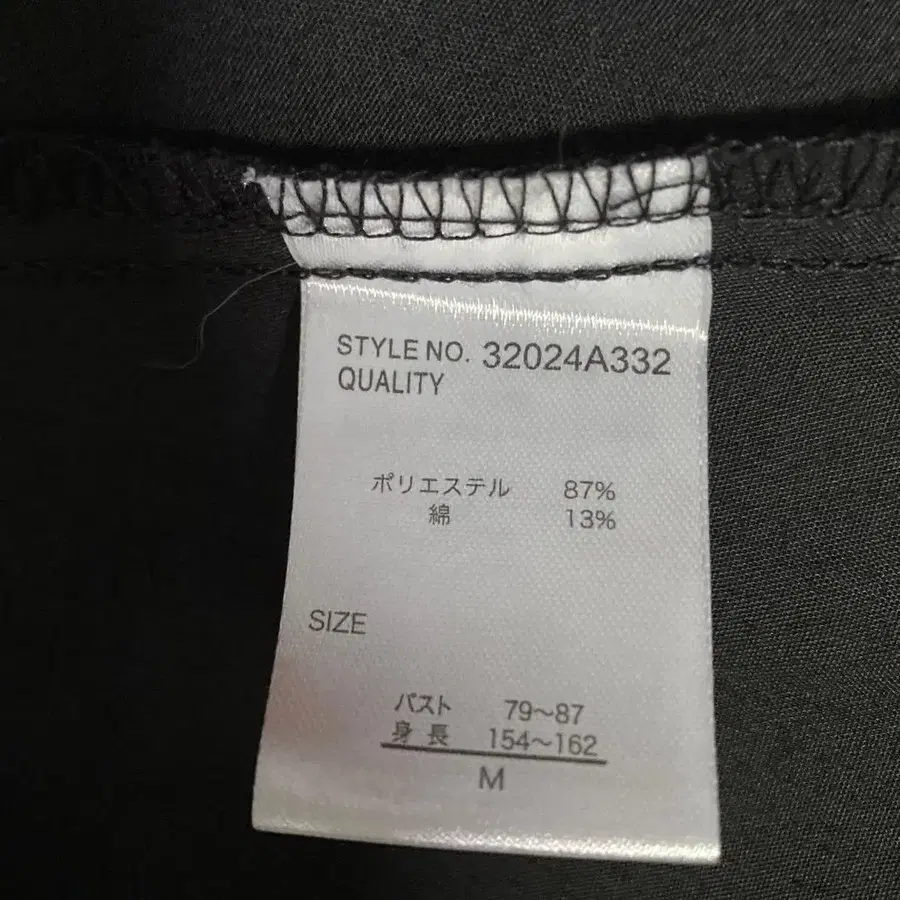 STYLE NO. 32024A332
QUALITY
ポリエステル 87%
綿 13%
SIZE
バスト 79～87
身長 154～162
M